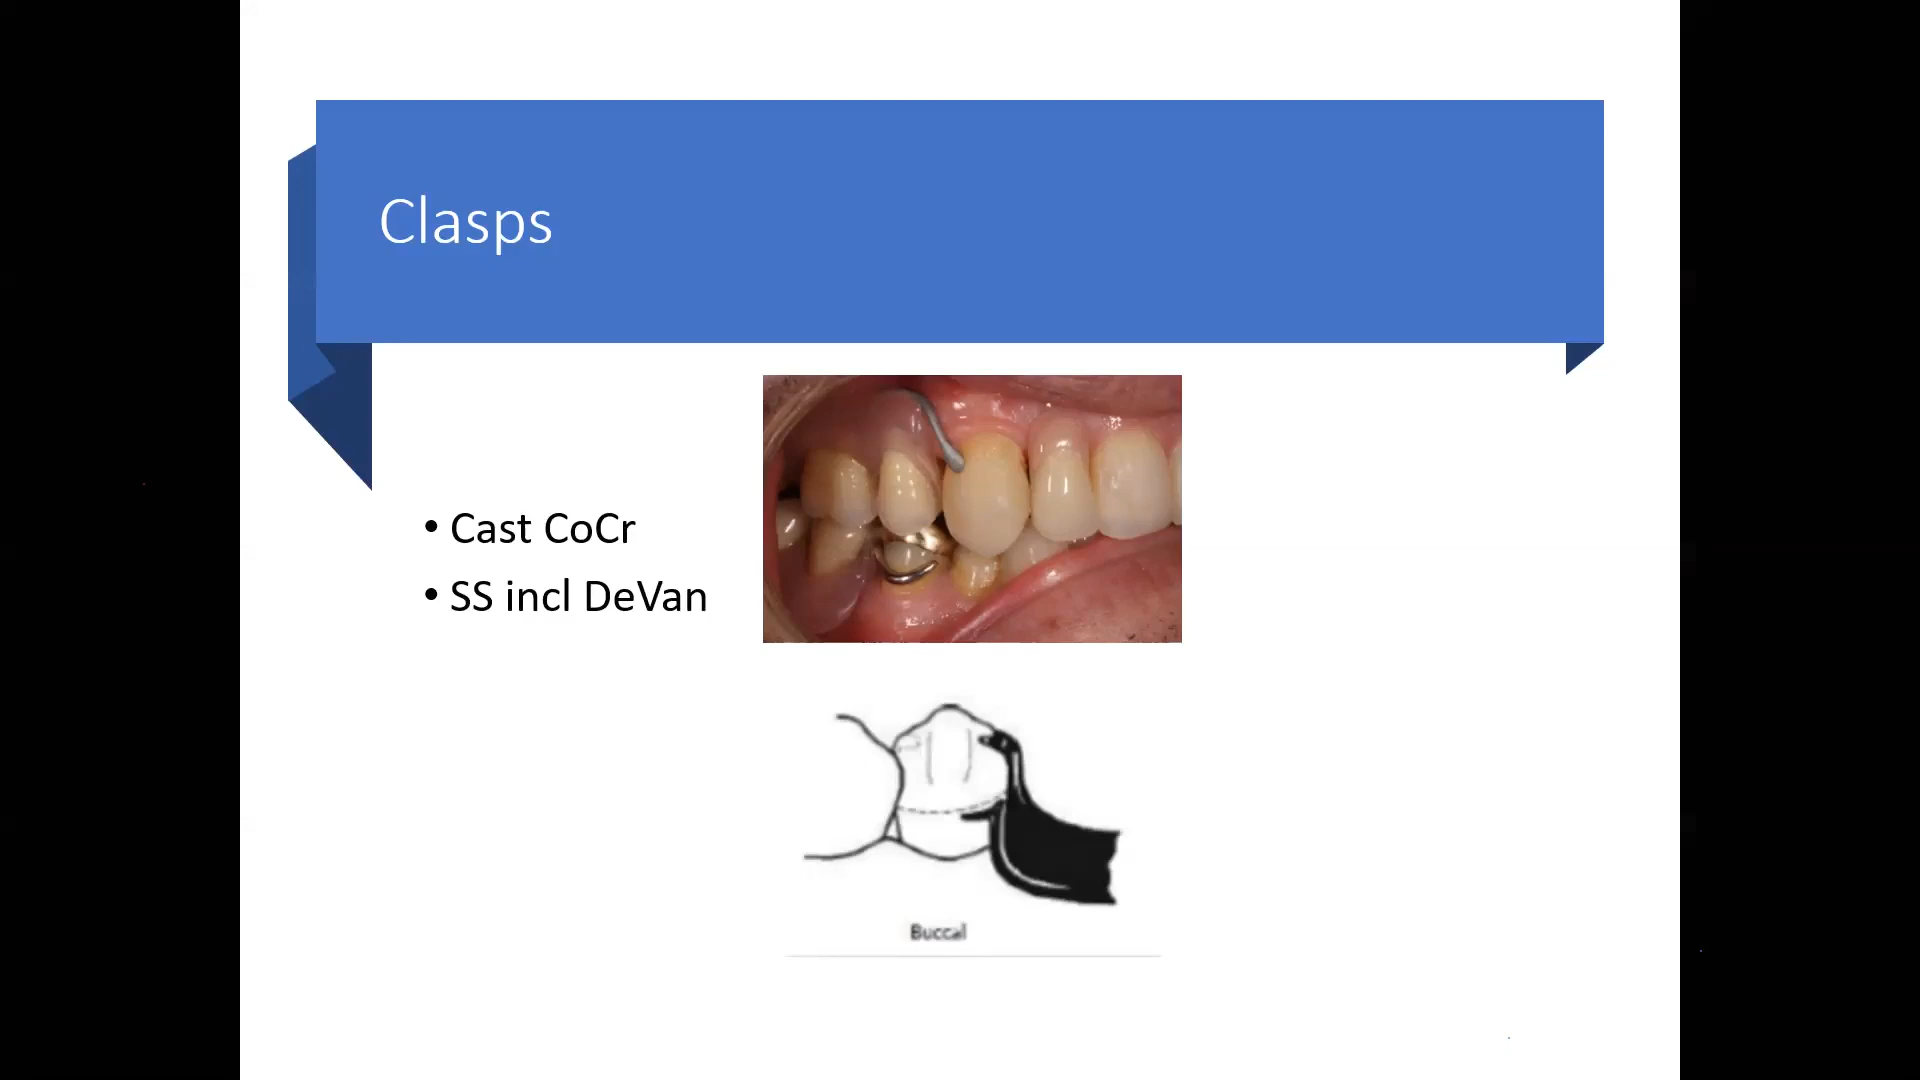 Clasps
• Cast CoCr
• SS incl DeVan
Buccal